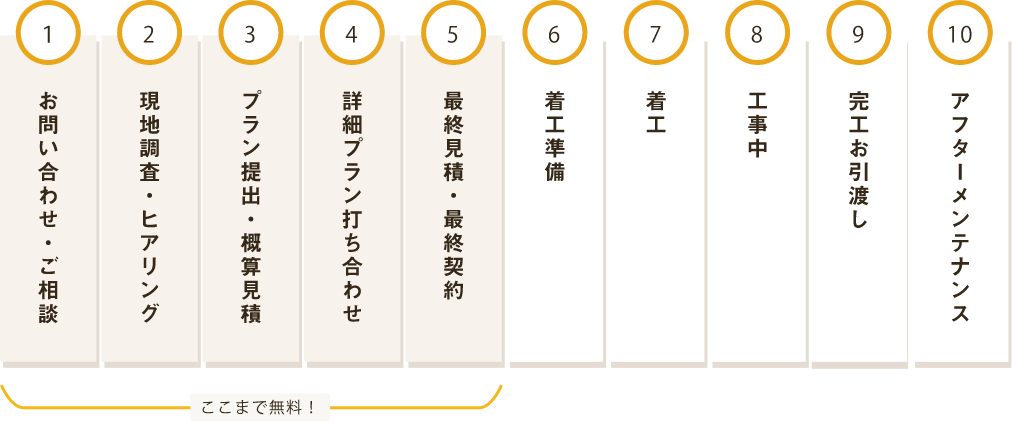 1
お問い合わせ・ご相談
2
現地調査・ヒアリング
3
プラン提出・概算見積
4
詳細プラン打ち合わせ
5
最終見積・最終契約
6
着工準備
7
着工
8
工事中
9
完工お引渡し
10
アフターメンテナンス
ここまで無料！